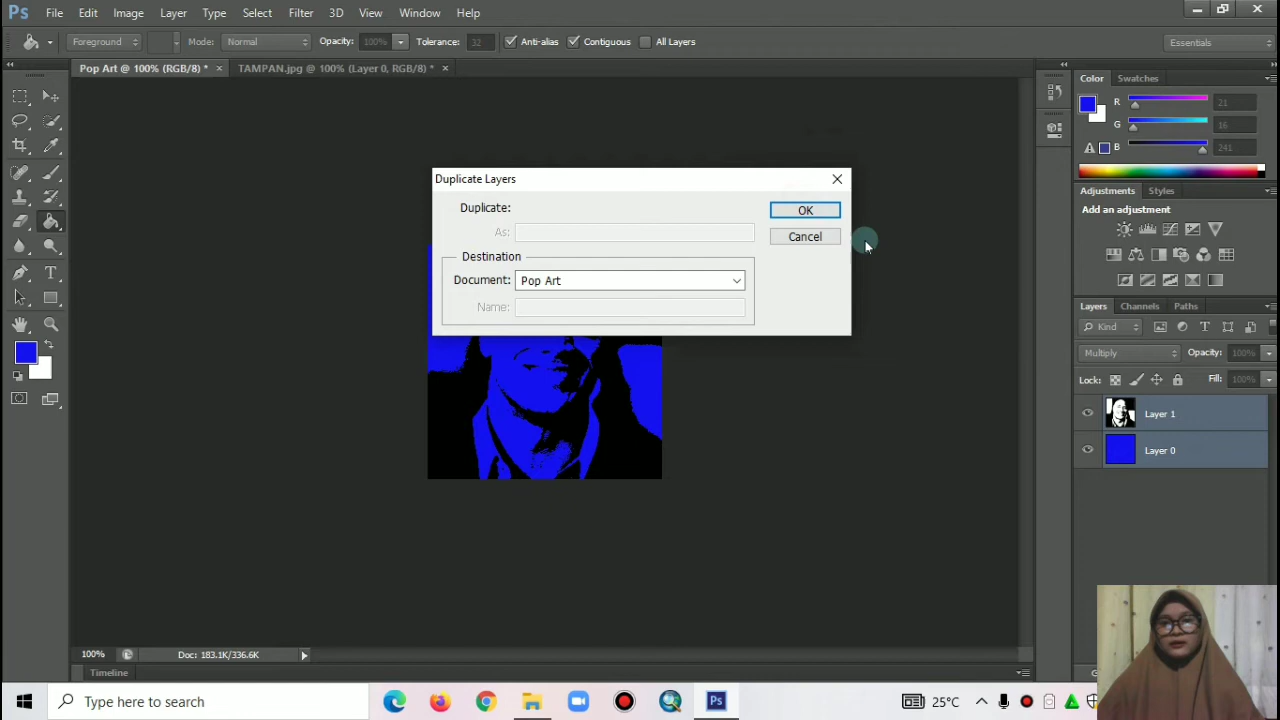 Ps File Edit Image Layer Type Select Filter 3D View Window Help
Foreground Mode: Normal Opacity: 100% Tolerance: 32 Anti-alias Contiguous All Layers Essentials
Pop Art @ 100% (RGB/8) * × TAMPAN.jpg @ 100% (Layer 0, RGB/8) * ×
Color Swatches
R 21
G 16
B 241
Duplicate Layers
Duplicate:
As:
OK
Cancel
Destination
Document: Pop Art
Name:
Adjustments Styles
Add an adjustment
Layers Channels Paths
Kind
Multiply Opacity: 100%
Lock: Fill: 100%
Layer 1
Layer 0
100% Doc: 183.1K/336.6K
Timeline
Type here to search
Ps
25°C